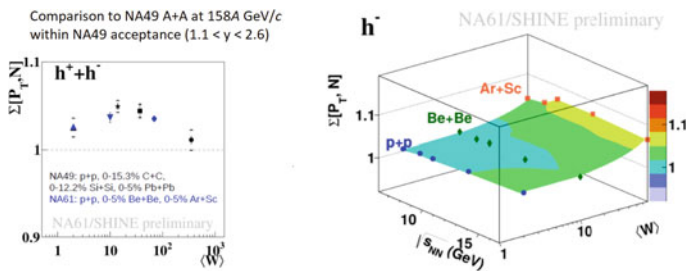 Comparison to NA49 A+A at 158A GeV/c
within NA49 acceptance (1.1 < y < 2.6)
Σ[P_T,N]
1.1
1
0.9
h⁺+h⁻
NA49: p+p, 0-15.3% C+C,
0-12.2% Si+Si, 0-5% Pb+Pb
NA61: p+p, 0-5% Be+Be, 0-5% Ar+Sc
NA61/SHINE preliminary
1 10 10² 10³
⟨W⟩
h⁻
NA61/SHINE preliminary
Σ[P_T, N]
1.1
1
Ar+Sc
Be+Be
p+p
1.1
1
10
15
√s_NN (GeV)
1
10
⟨W⟩